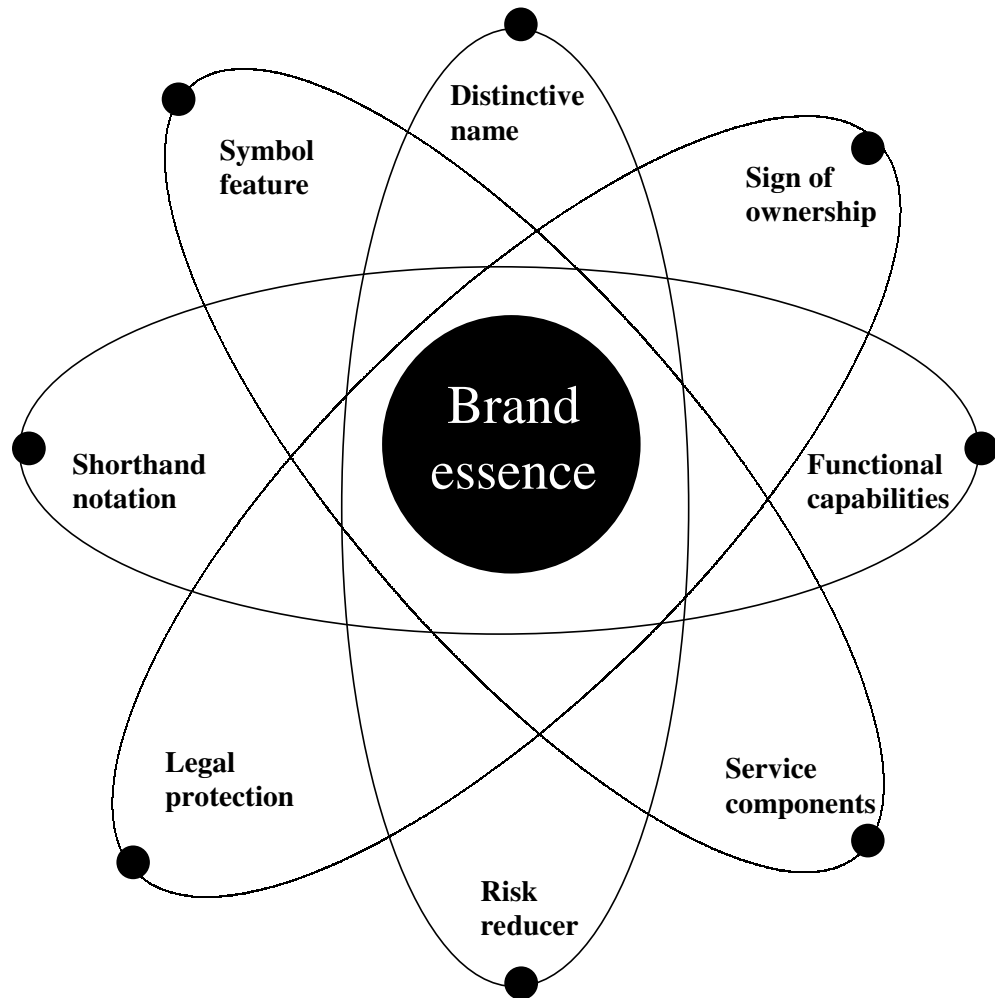 Distinctive
name
Symbol
feature
Sign of
ownership
Brand
essence
Shorthand
notation
Functional
capabilities
Legal
protection
Service
components
Risk
reducer